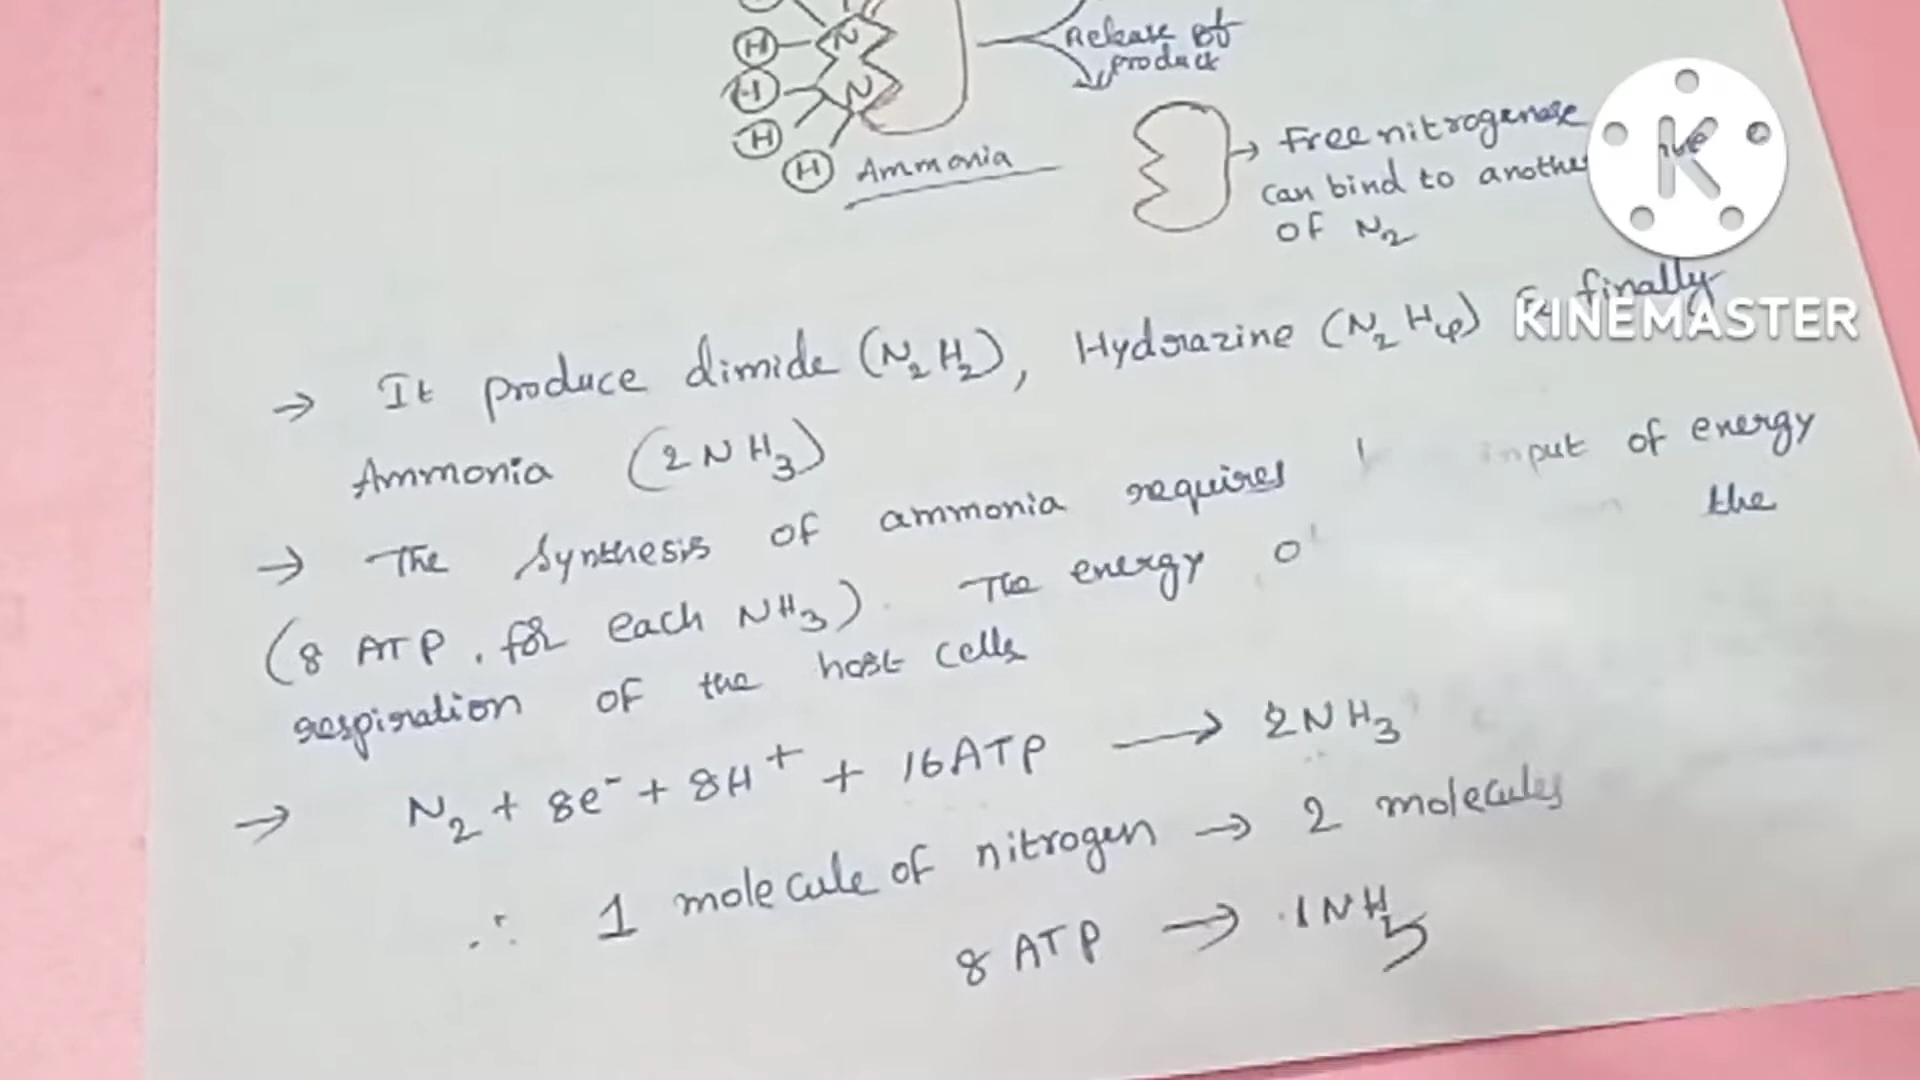 H
N
Release of
product
H
N
H
H
Ammonia
Free nitrogenase
can bind to
of N2
KINEMASTER
→ It produce dimide (N2H2), Hydrazine (N2H4) & finally
Ammonia (2NH3)
→ The synthesis of ammonia requires input of energy
(8 ATP, for each NH3). The energy the
respiration of the host cells
→ N2 + 8e- + 8H+ + 16ATP → 2NH3
∴ 1 molecule of nitrogen → 2 molecules
8 ATP → 1NH3